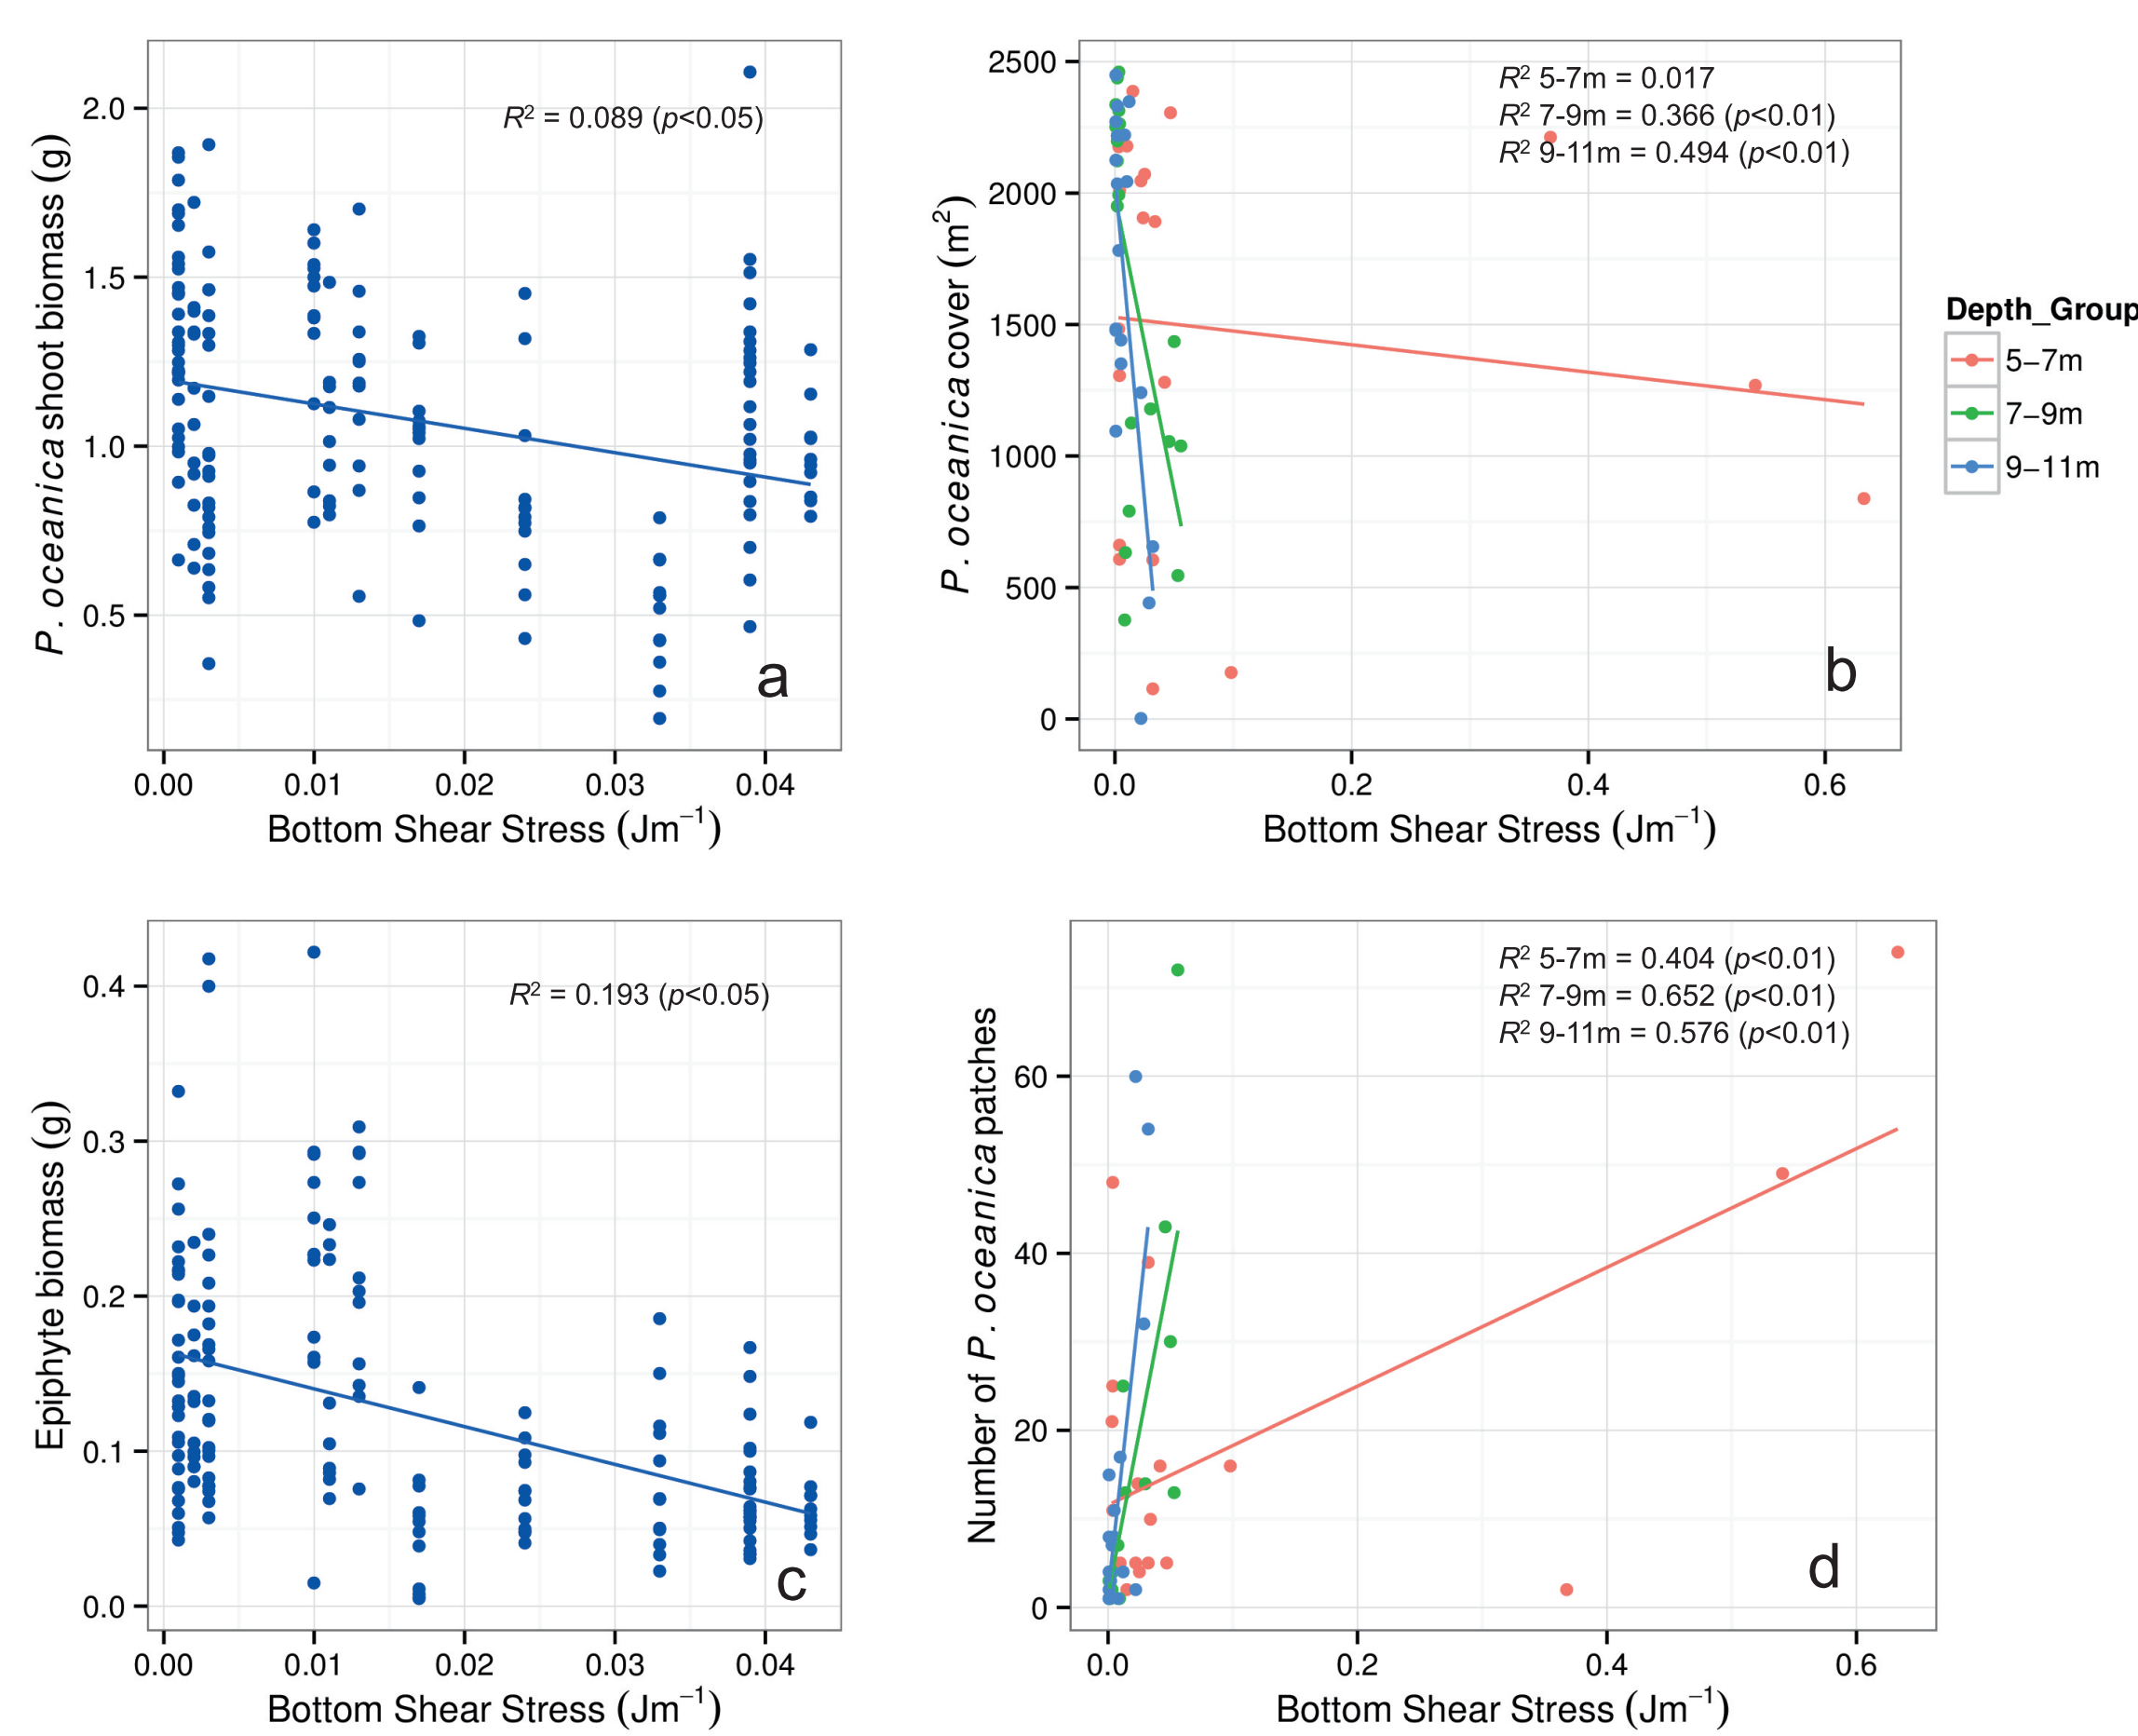 P. oceanica shoot biomass (g)
2.0
1.5
1.0
0.5
R² = 0.089 (p<0.05)
a
0.00 0.01 0.02 0.03 0.04
Bottom Shear Stress (Jm⁻¹)
P. oceanica cover (m²)
2500
2000
1500
1000
500
0
R² 5-7m = 0.017
R² 7-9m = 0.366 (p<0.01)
R² 9-11m = 0.494 (p<0.01)
b
0.0 0.2 0.4 0.6
Bottom Shear Stress (Jm⁻¹)
Depth_Group
5–7m
7–9m
9–11m
Epiphyte biomass (g)
0.4
0.3
0.2
0.1
0.0
R² = 0.193 (p<0.05)
c
0.00 0.01 0.02 0.03 0.04
Bottom Shear Stress (Jm⁻¹)
Number of P. oceanica patches
60
40
20
0
R² 5-7m = 0.404 (p<0.01)
R² 7-9m = 0.652 (p<0.01)
R² 9-11m = 0.576 (p<0.01)
d
0.0 0.2 0.4 0.6
Bottom Shear Stress (Jm⁻¹)